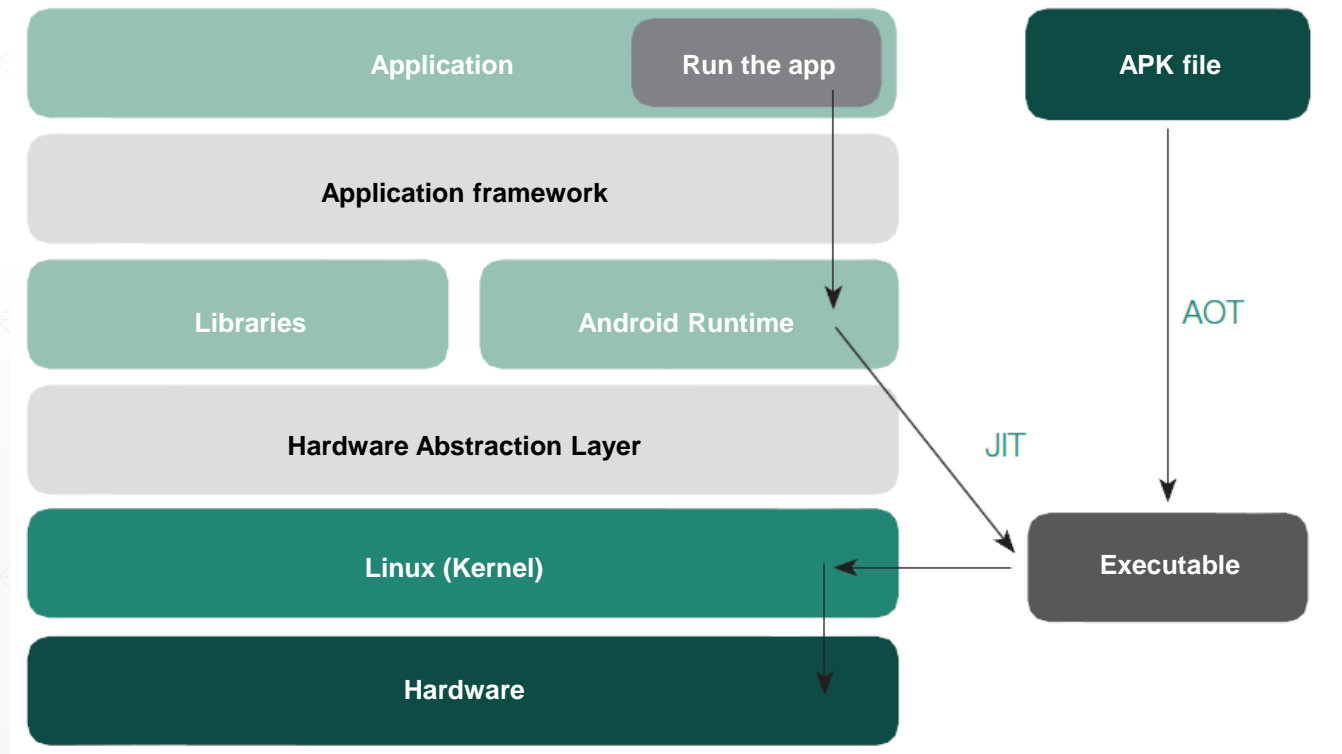 Application
Run the app
APK file
Application framework
Libraries
Android Runtime
AOT
Hardware Abstraction Layer
JIT
Linux (Kernel)
Executable
Hardware